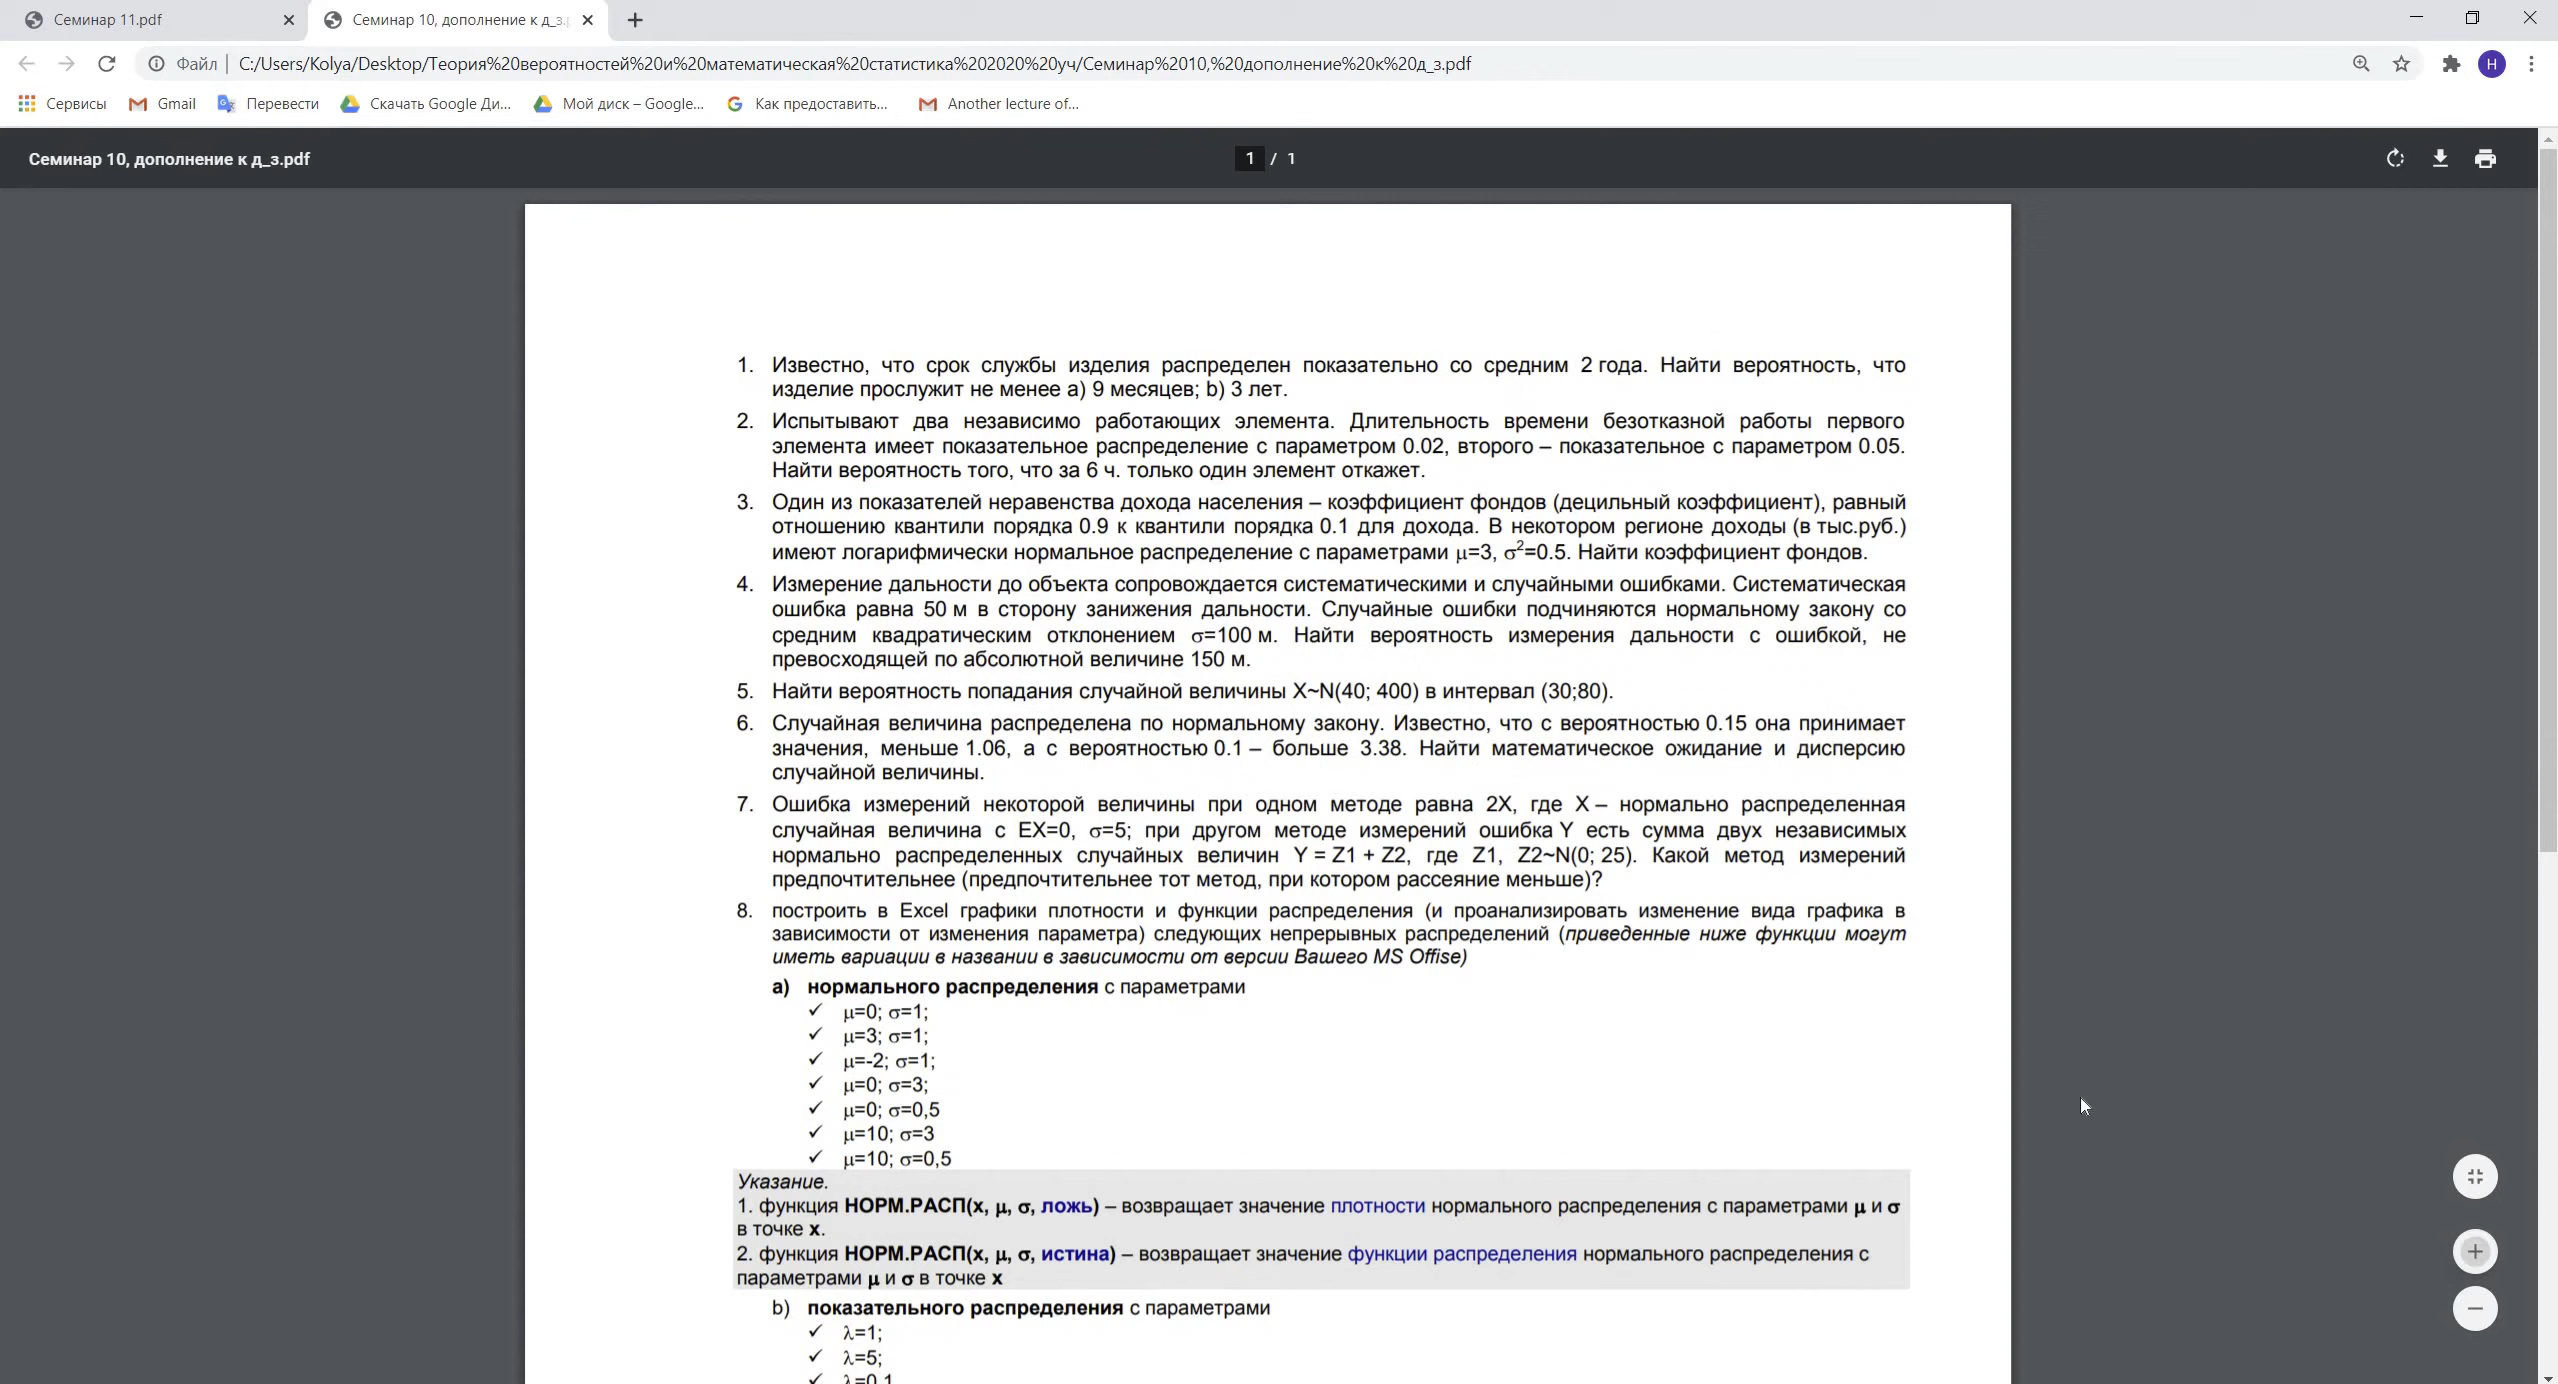 Семинар 11.pdf
Семинар 10, дополнение к д_з.p
Файл
C:/Users/Kolya/Desktop/Теория%20вероятностей%20и%20математическая%20статистика%202020%20уч/Семинар%2010,%20дополнение%20к%20д_з.pdf
Н
Сервисы
Gmail
Перевести
Скачать Google Ди...
Мой диск – Google...
Как предоставить...
Another lecture of...
Семинар 10, дополнение к д_з.pdf
1 / 1
1. Известно, что срок службы изделия распределен показательно со средним 2 года. Найти вероятность, что
изделие прослужит не менее a) 9 месяцев; b) 3 лет.
2. Испытывают два независимо работающих элемента. Длительность времени безотказной работы первого
элемента имеет показательное распределение с параметром 0.02, второго – показательное с параметром 0.05.
Найти вероятность того, что за 6 ч. только один элемент откажет.
3. Один из показателей неравенства дохода населения – коэффициент фондов (децильный коэффициент), равный
отношению квантили порядка 0.9 к квантили порядка 0.1 для дохода. В некотором регионе доходы (в тыс.руб.)
имеют логарифмически нормальное распределение с параметрами μ=3, σ²=0.5. Найти коэффициент фондов.
4. Измерение дальности до объекта сопровождается систематическими и случайными ошибками. Систематическая
ошибка равна 50 м в сторону занижения дальности. Случайные ошибки подчиняются нормальному закону со
средним квадратическим отклонением σ=100 м. Найти вероятность измерения дальности с ошибкой, не
превосходящей по абсолютной величине 150 м.
5. Найти вероятность попадания случайной величины X~N(40; 400) в интервал (30;80).
6. Случайная величина распределена по нормальному закону. Известно, что с вероятностью 0.15 она принимает
значения, меньше 1.06, а с вероятностью 0.1 – больше 3.38. Найти математическое ожидание и дисперсию
случайной величины.
7. Ошибка измерений некоторой величины при одном методе равна 2X, где X – нормально распределенная
случайная величина с EX=0, σ=5; при другом методе измерений ошибка Y есть сумма двух независимых
нормально распределенных случайных величин Y = Z1 + Z2, где Z1, Z2~N(0; 25). Какой метод измерений
предпочтительнее (предпочтительнее тот метод, при котором рассеяние меньше)?
8. построить в Excel графики плотности и функции распределения (и проанализировать изменение вида графика в
зависимости от изменения параметра) следующих непрерывных распределений (приведенные ниже функции могут
иметь вариации в названии в зависимости от версии Вашего MS Offise)
a) нормального распределения с параметрами
✓ μ=0; σ=1;
✓ μ=3; σ=1;
✓ μ=-2; σ=1;
✓ μ=0; σ=3;
✓ μ=0; σ=0,5
✓ μ=10; σ=3
✓ μ=10; σ=0,5
Указание.
1. функция НОРМ.РАСП(x, μ, σ, ложь) – возвращает значение плотности нормального распределения с параметрами μ и σ
в точке x.
2. функция НОРМ.РАСП(x, μ, σ, истина) – возвращает значение функции распределения нормального распределения с
параметрами μ и σ в точке x
b) показательного распределения с параметрами
✓ λ=1;
✓ λ=5;
✓ λ=0,1